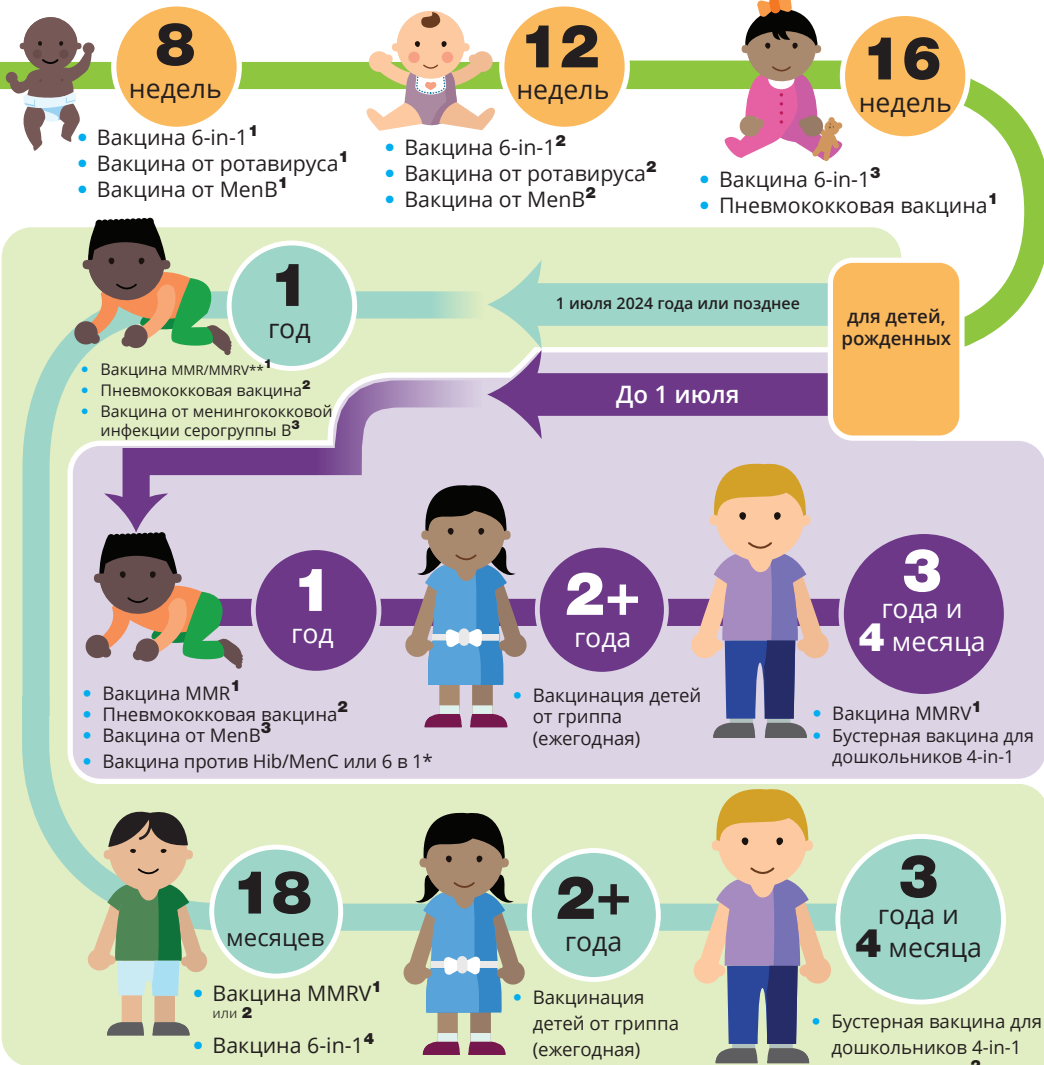 8
недель
• Вакцина 6-in-1¹
• Вакцина от ротавируса¹
• Вакцина от MenB¹
12
недель
• Вакцина 6-in-1²
• Вакцина от ротавируса²
• Вакцина от MenB²
16
недель
• Вакцина 6-in-1³
• Пневмококковая вакцина¹
для детей,
рожденных
1 июля 2024 года или позднее
До 1 июля
1
год
• Вакцина MMR/MMRV**¹
• Пневмококковая вакцина²
• Вакцина от менингококковой
инфекции серогруппы B³
1
год
• Вакцина MMR¹
• Пневмококковая вакцина²
• Вакцина от MenB³
• Вакцина против Hib/MenC или 6 в 1*
2+
года
• Вакцинация детей
от гриппа
(ежегодная)
3
года и
4 месяца
• Вакцина MMRV¹
• Бустерная вакцина для
дошкольников 4-in-1
18
месяцев
• Вакцина MMRV¹
или 2
• Вакцина 6-in-1⁴
2+
года
• Вакцинация
детей от гриппа
(ежегодная)
3
года и
4 месяца
• Бустерная вакцина для
дошкольников 4-in-1